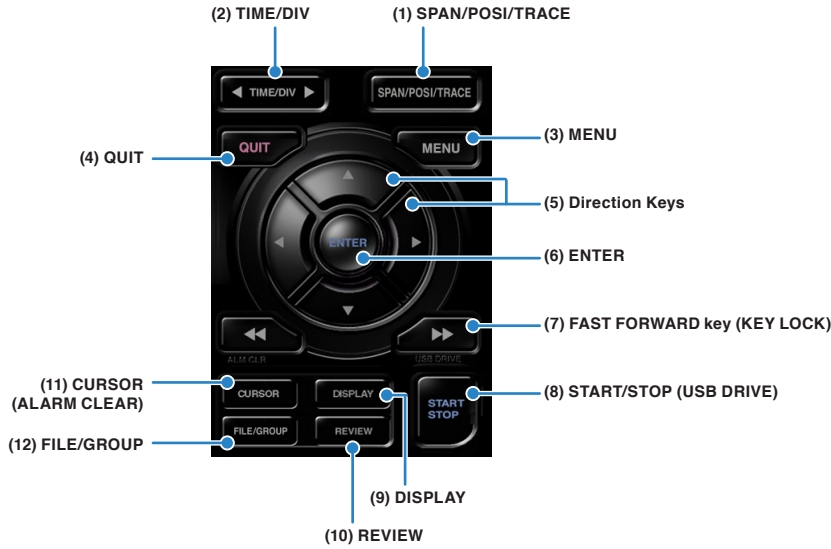 (2) TIME/DIV
(1) SPAN/POSI/TRACE
TIME/DIV
SPAN/POSI/TRACE
QUIT
MENU
(3) MENU
(4) QUIT
(5) Direction Keys
ENTER
(6) ENTER
(7) FAST FORWARD key (KEY LOCK)
ALM CLR
USB DRIVE
(11) CURSOR
(ALARM CLEAR)
CURSOR
DISPLAY
START
STOP
(8) START/STOP (USB DRIVE)
(12) FILE/GROUP
FILE/GROUP
REVIEW
(9) DISPLAY
(10) REVIEW